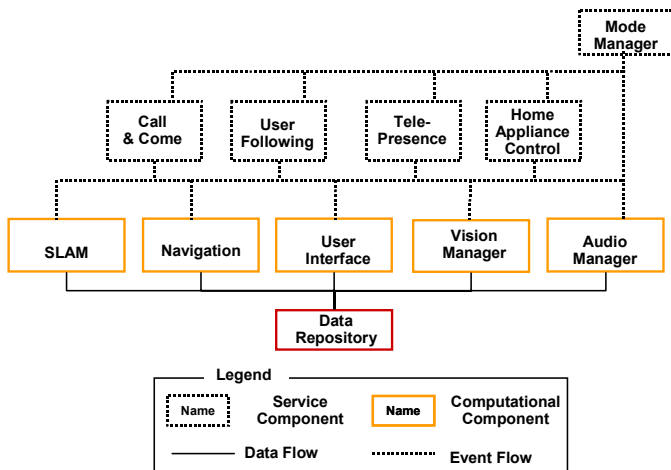 Mode
Manager
Call
& Come
User
Following
Tele-
Presence
Home
Appliance
Control
SLAM
Navigation
User
Interface
Vision
Manager
Audio
Manager
Data
Repository
Legend
Name
Service
Component
Name
Computational
Component
Data Flow
Event Flow